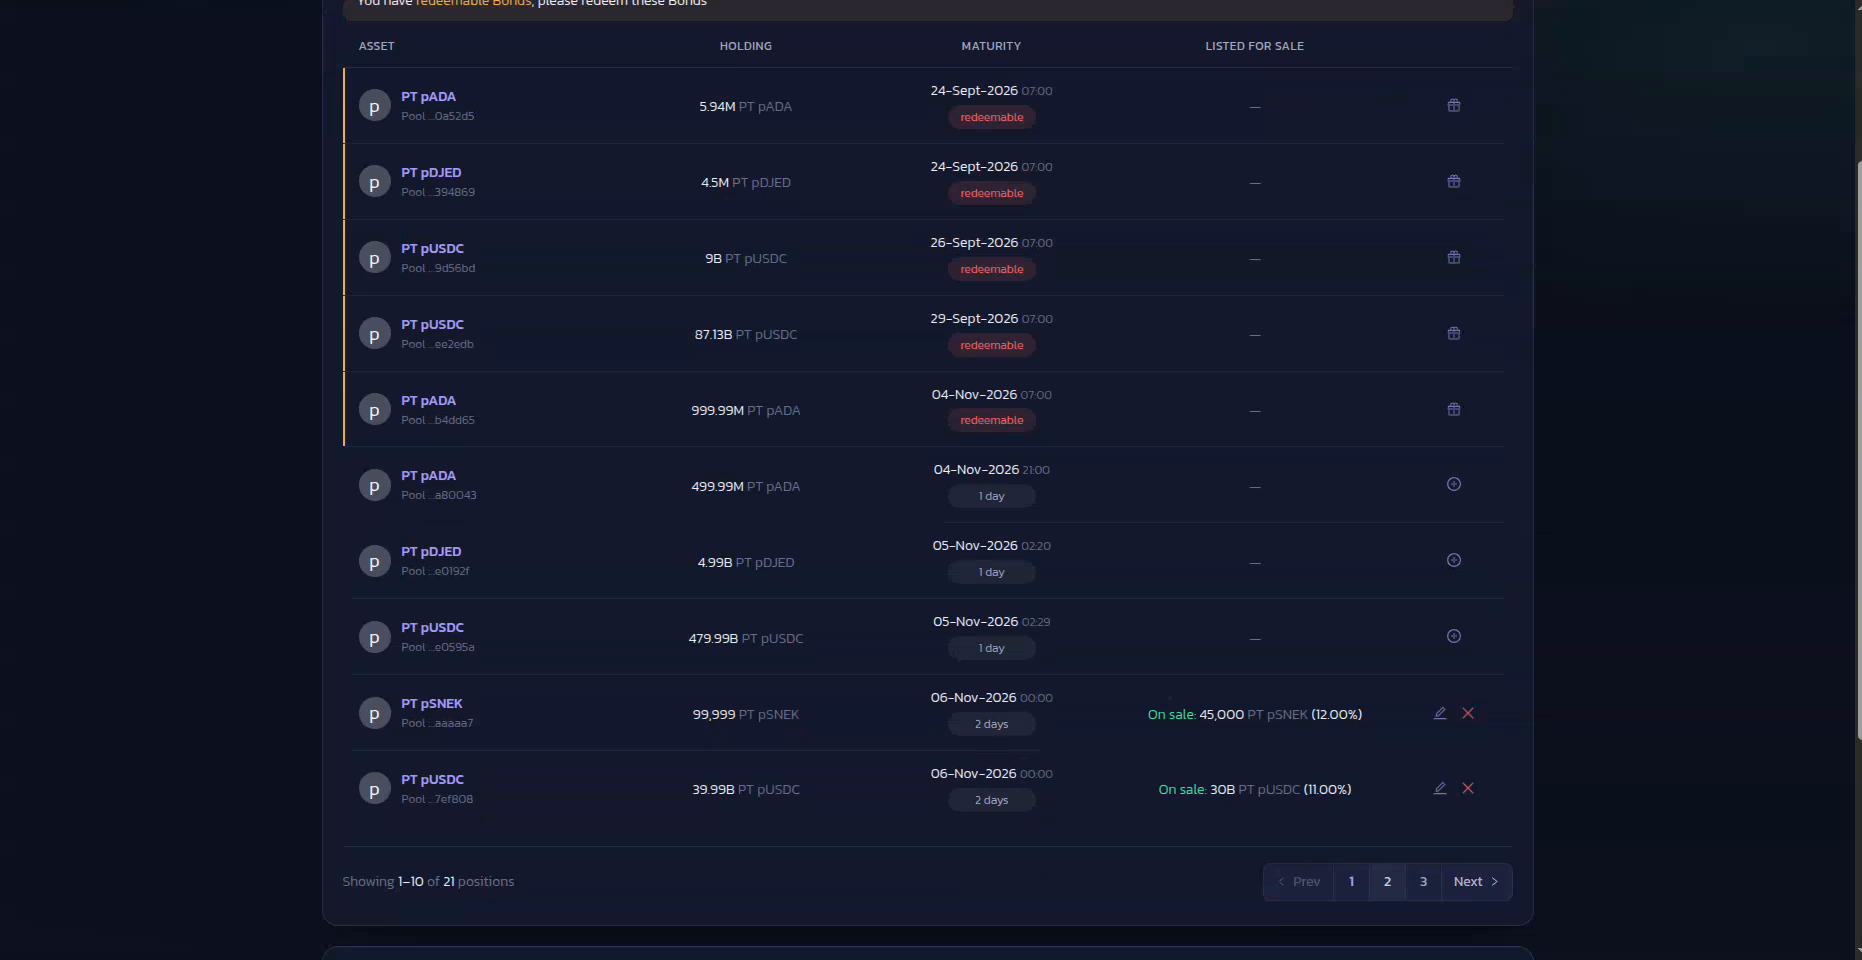 You have redeemable Bonds, please redeem these Bonds
ASSET HOLDING MATURITY LISTED FOR SALE
p PT pADA Pool ...0a52d5 5.94M PT pADA 24-Sept-2026 07:00 redeemable —
p PT pDJED Pool ...394869 4.5M PT pDJED 24-Sept-2026 07:00 redeemable —
p PT pUSDC Pool ...9d56bd 9B PT pUSDC 26-Sept-2026 07:00 redeemable —
p PT pUSDC Pool ...ee2edb 87.13B PT pUSDC 29-Sept-2026 07:00 redeemable —
p PT pADA Pool ...b4dd65 999.99M PT pADA 04-Nov-2026 07:00 redeemable —
p PT pADA Pool ...a80043 499.99M PT pADA 04-Nov-2026 21:00 1 day —
p PT pDJED Pool ...e0192f 4.99B PT pDJED 05-Nov-2026 02:20 1 day —
p PT pUSDC Pool ...e0595a 479.99B PT pUSDC 05-Nov-2026 02:29 1 day —
p PT pSNEK Pool ...aaaaa7 99,999 PT pSNEK 06-Nov-2026 00:00 2 days On sale: 45,000 PT pSNEK (12.00%)
p PT pUSDC Pool ...7ef808 39.99B PT pUSDC 06-Nov-2026 00:00 2 days On sale: 30B PT pUSDC (11.00%)
Showing 1–10 of 21 positions < Prev 1 2 3 Next >